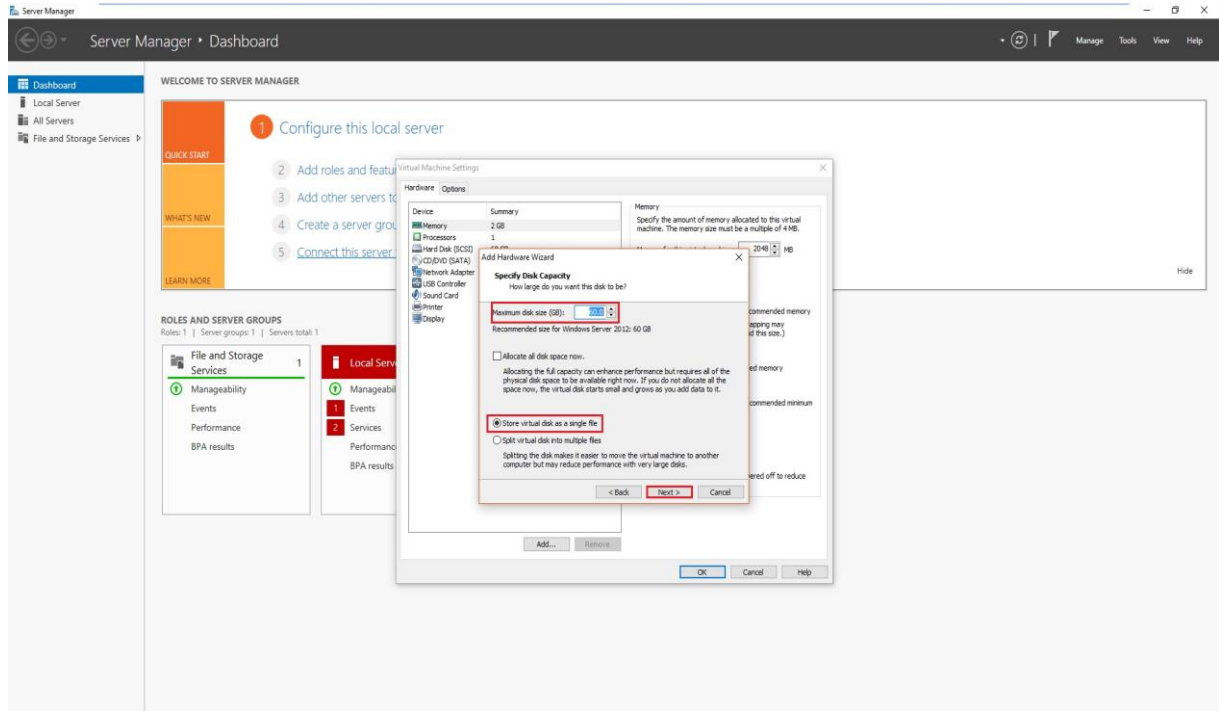 Server Manager
Server Manager • Dashboard
Manage Tools View Help
Dashboard
Local Server
All Servers
File and Storage Services
WELCOME TO SERVER MANAGER
QUICK START
WHAT'S NEW
LEARN MORE
1 Configure this local server
2 Add roles and featu
3 Add other servers to
4 Create a server grou
5 Connect this server
Hide
ROLES AND SERVER GROUPS
Roles: 1 | Server groups: 1 | Servers total: 1
File and Storage Services 1
Manageability
Events
Performance
BPA results
Local Serv
Manageabil
1 Events
2 Services
Performanc
BPA results
Virtual Machine Settings
Hardware Options
Device Summary
Memory 2 GB
Processors 1
Hard Disk (SCSI)
CD/DVD (SATA)
Network Adapter
USB Controller
Sound Card
Printer
Display
Memory
Specify the amount of memory allocated to this virtual
machine. The memory size must be a multiple of 4 MB.
2048 MB
commended memory
apping may
d this size.)
ed memory
commended minimum
ered off to reduce
Add Hardware Wizard
Specify Disk Capacity
How large do you want this disk to be?
Maximum disk size (GB): 60.0
Recommended size for Windows Server 2012: 60 GB
Allocate all disk space now.
Allocating the full capacity can enhance performance but requires all of the
physical disk space to be available right now. If you do not allocate all the
space now, the virtual disk starts small and grows as you add data to it.
Store virtual disk as a single file
Split virtual disk into multiple files
Splitting the disk makes it easier to move the virtual machine to another
computer but may reduce performance with very large disks.
< Back Next > Cancel
Add... Remove
OK Cancel Help